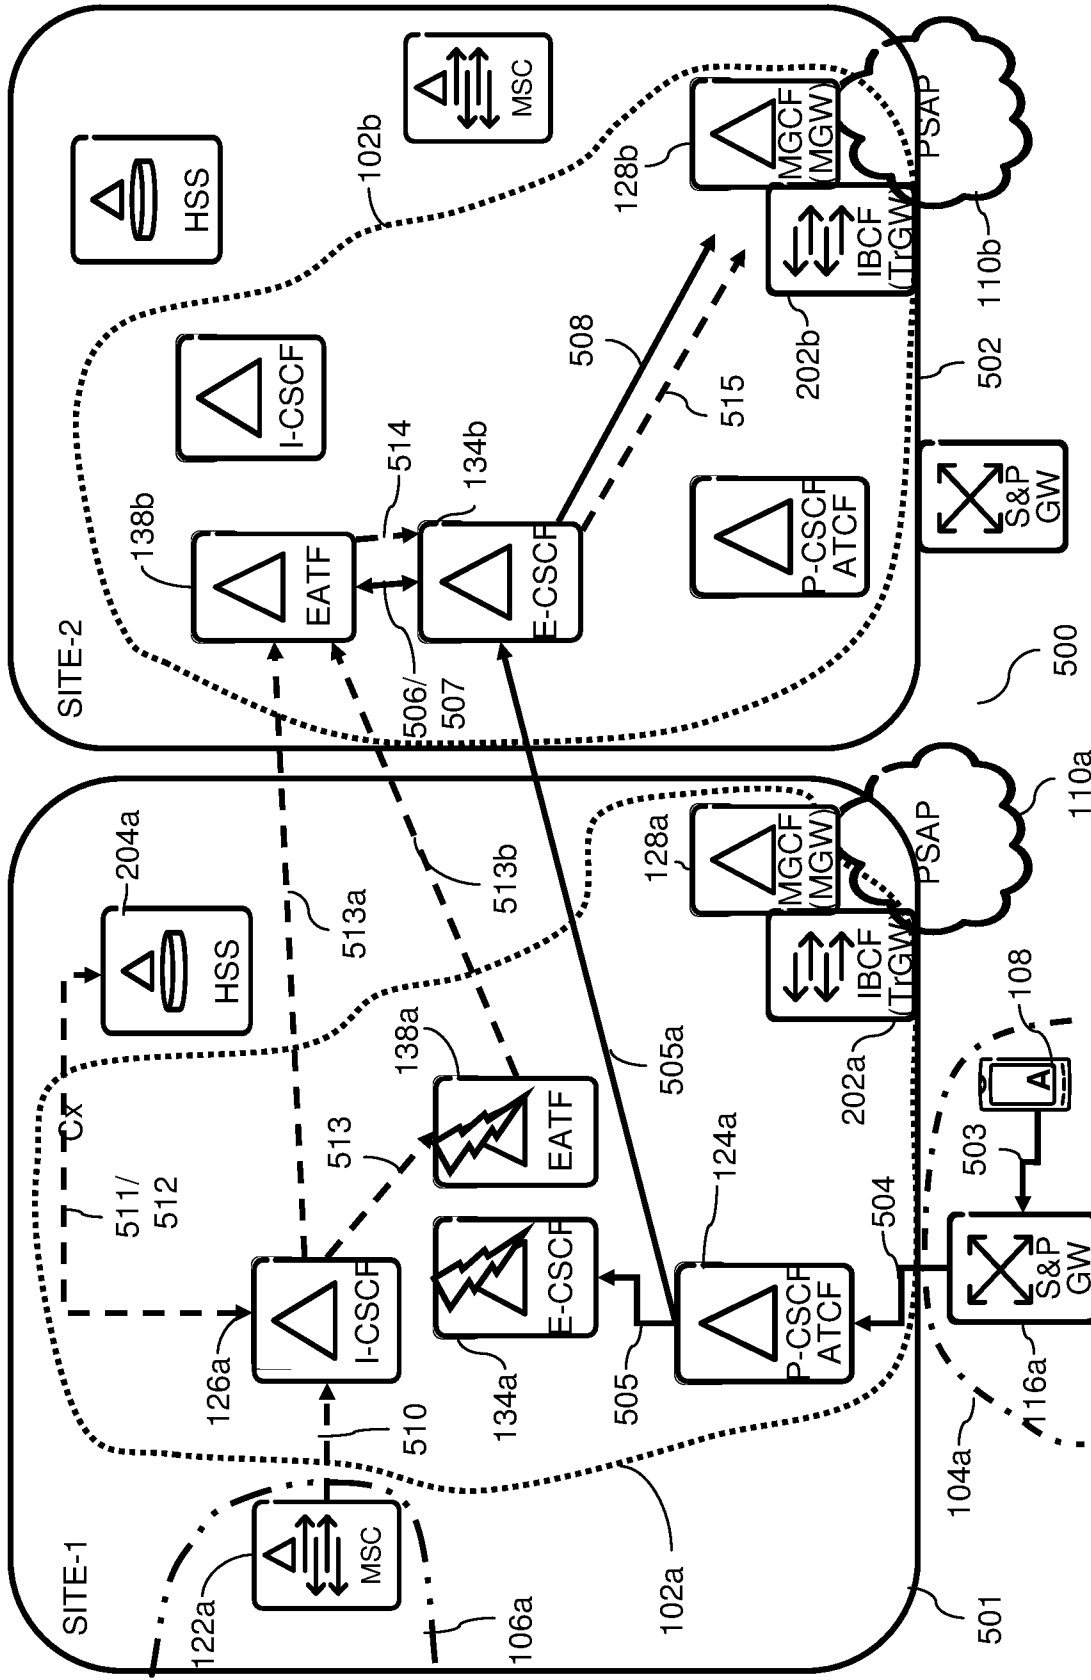 SITE-1
122a
MSC
106a
126a
I-CSCF
510
511/
512
Cx
204a
HSS
513a
513
513b
134a
E-CSCF
138a
EATF
505
505a
124a
P-CSCF
ATCF
504
503
108
A
116a
S&P
GW
104a
102a
501
128a
MGCF
(MGW)
202a
IBCF
(TrGW)
PSAP
110a
SITE-2
138b
EATF
514
134b
E-CSCF
506/
507
I-CSCF
HSS
102b
MSC
508
515
128b
MGCF
(MGW)
202b
IBCF
(TrGW)
PSAP
110b
P-CSCF
ATCF
S&P
GW
502
500